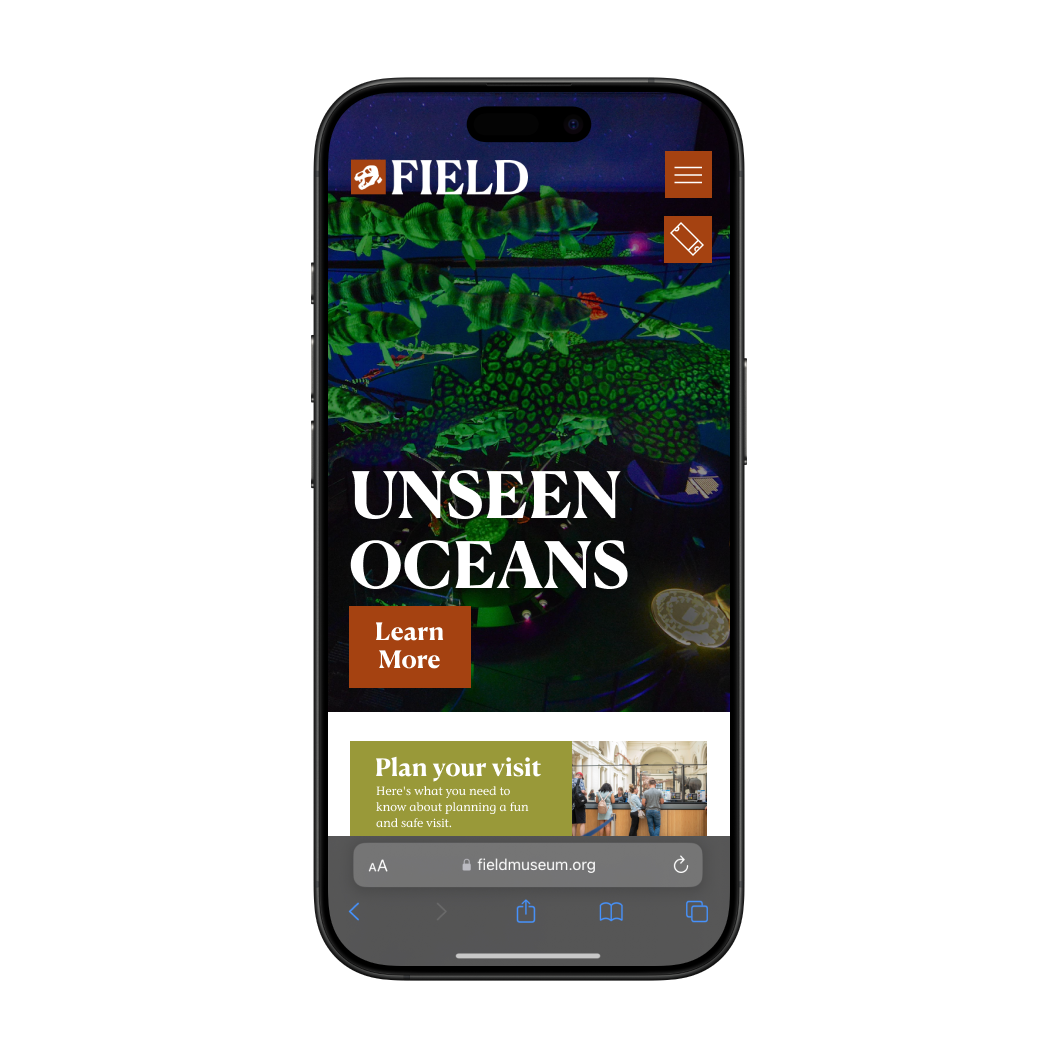 FIELD
UNSEEN
OCEANS
Learn
More
Plan your visit
Here's what you need to
know about planning a fun
and safe visit.
AA
fieldmuseum.org